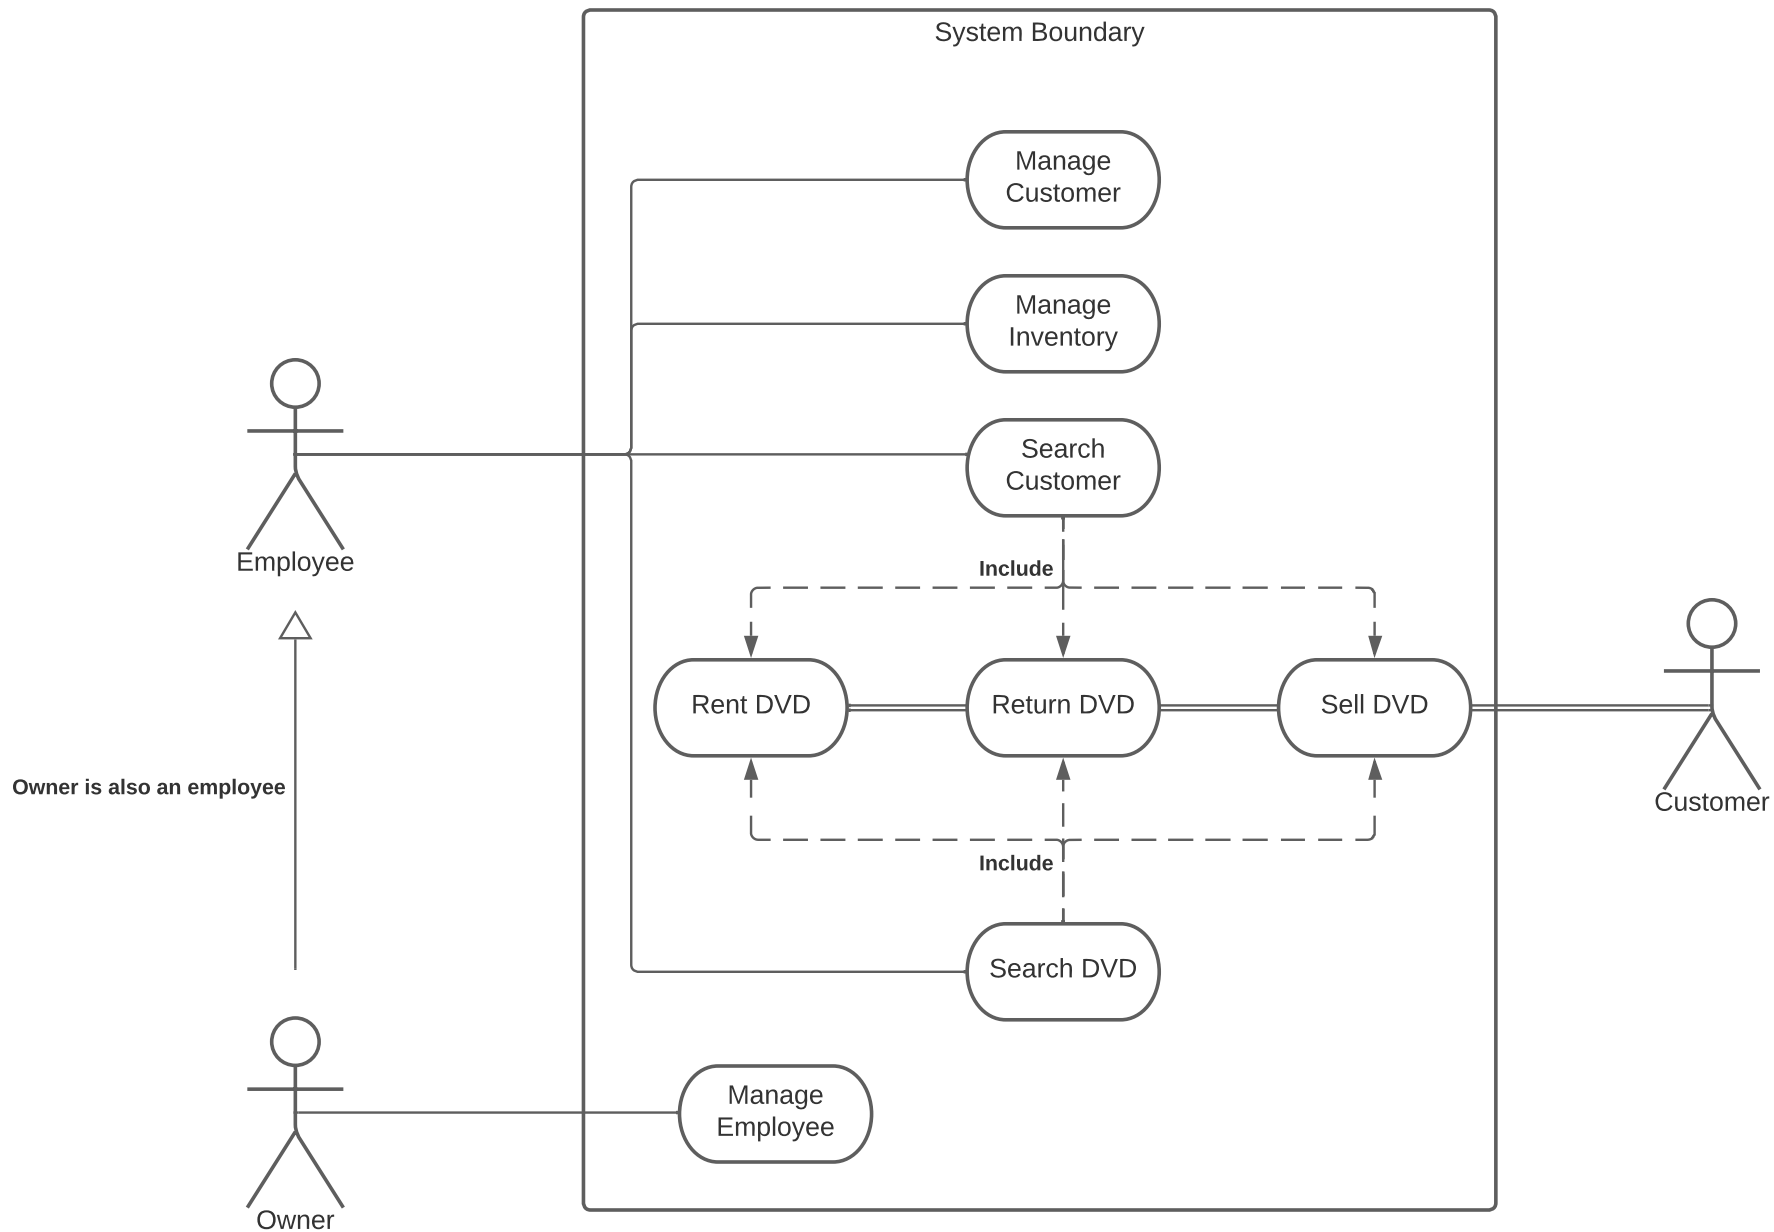 System Boundary
Manage
Customer
Manage
Inventory
Search
Customer
Employee
Include
Rent DVD
Return DVD
Sell DVD
Owner is also an employee
Customer
Include
Search DVD
Manage
Employee
Owner